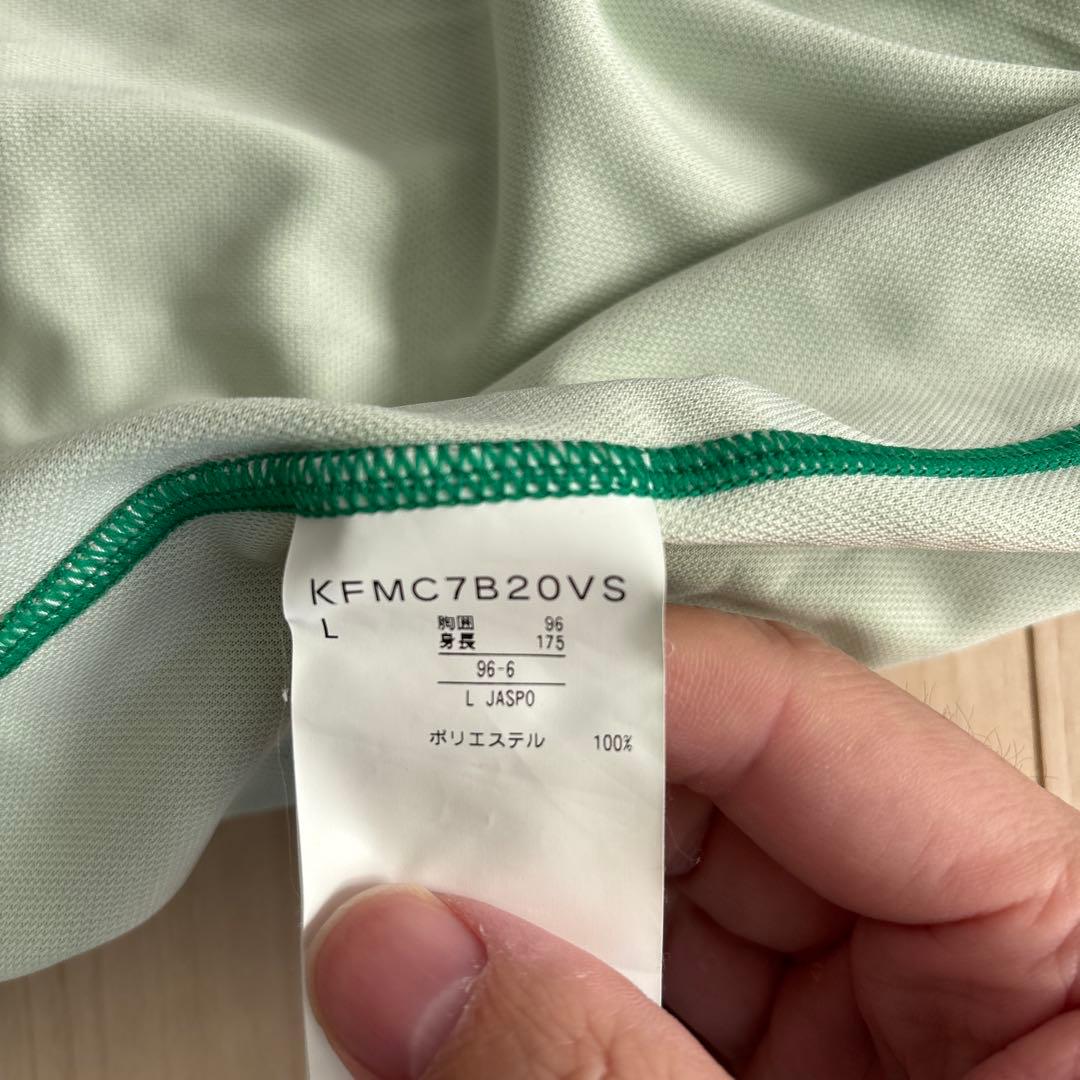 KFMC7B20VS
L
胸囲 96
身長 175
96-6
L JASPO
ポリエステル 100%